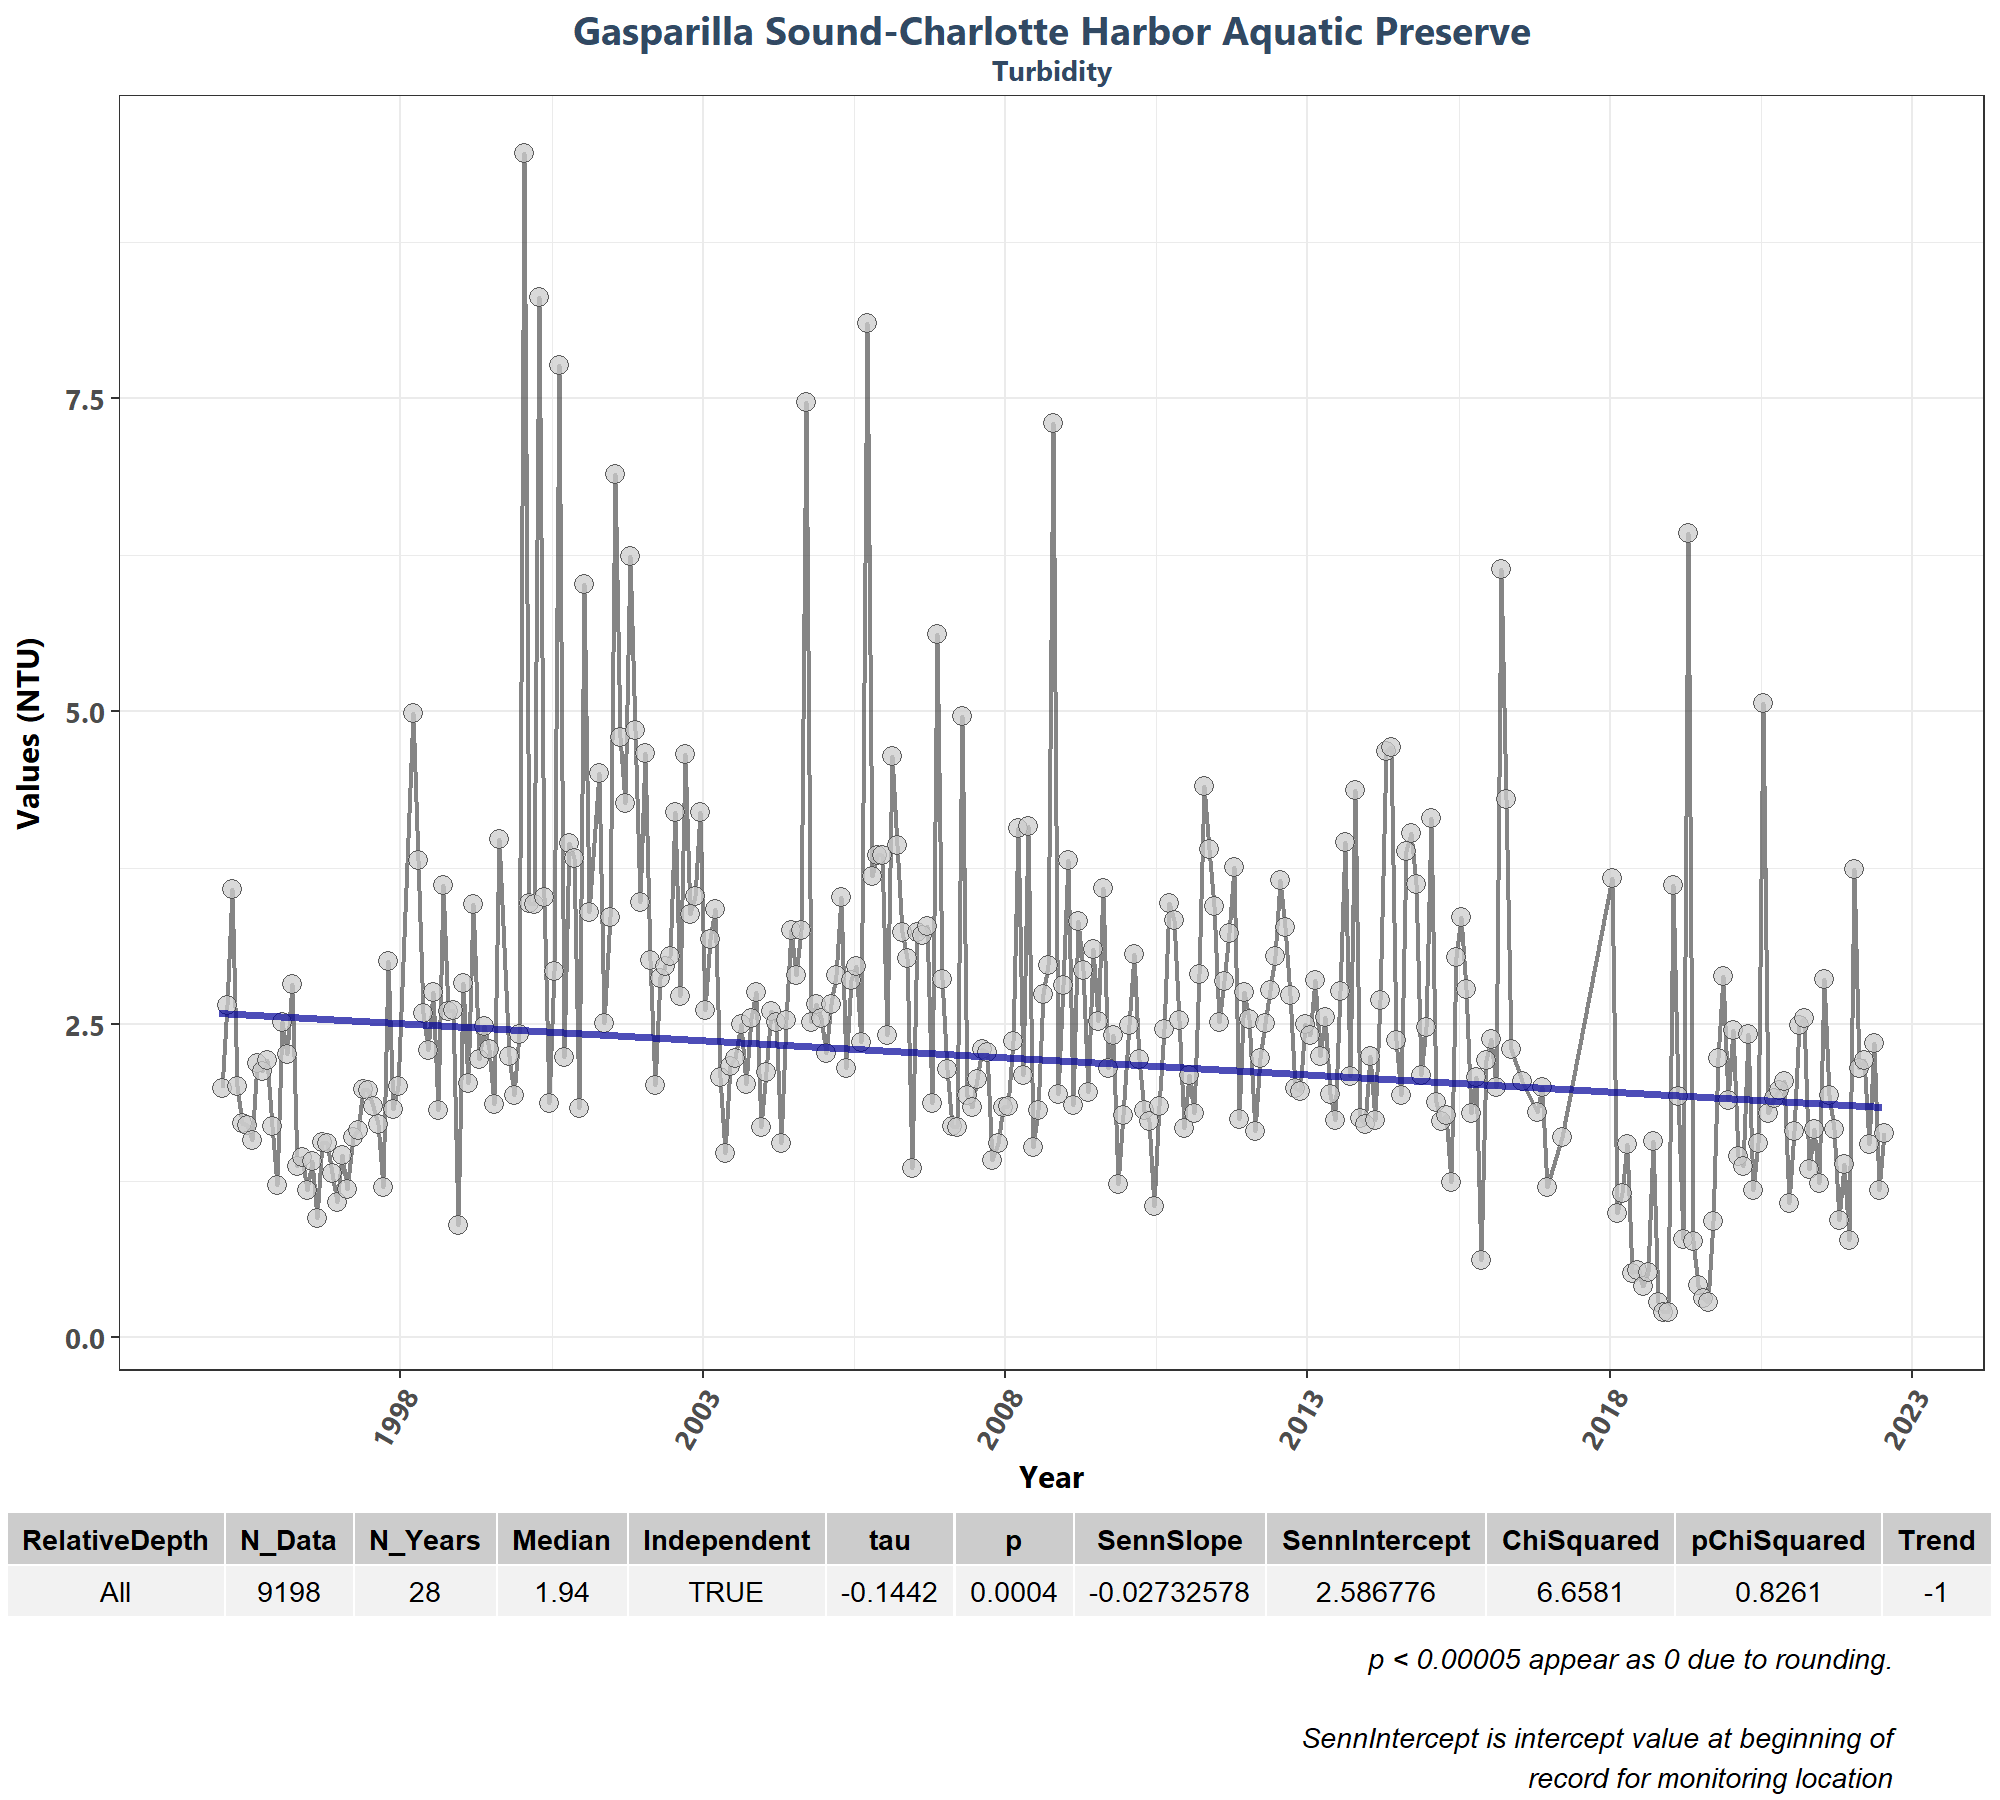 Gasparilla Sound-Charlotte Harbor Aquatic Preserve
Turbidity
Values (NTU)
7.5
5.0
2.5
0.0
1998 2003 2008 2013 2018 2023
Year
RelativeDepth N_Data N_Years Median Independent tau p SennSlope SennIntercept ChiSquared pChiSquared Trend
All 9198 28 1.94 TRUE -0.1442 0.0004 -0.02732578 2.586776 6.6581 0.8261 -1
p < 0.00005 appear as 0 due to rounding.
SennIntercept is intercept value at beginning of
record for monitoring location